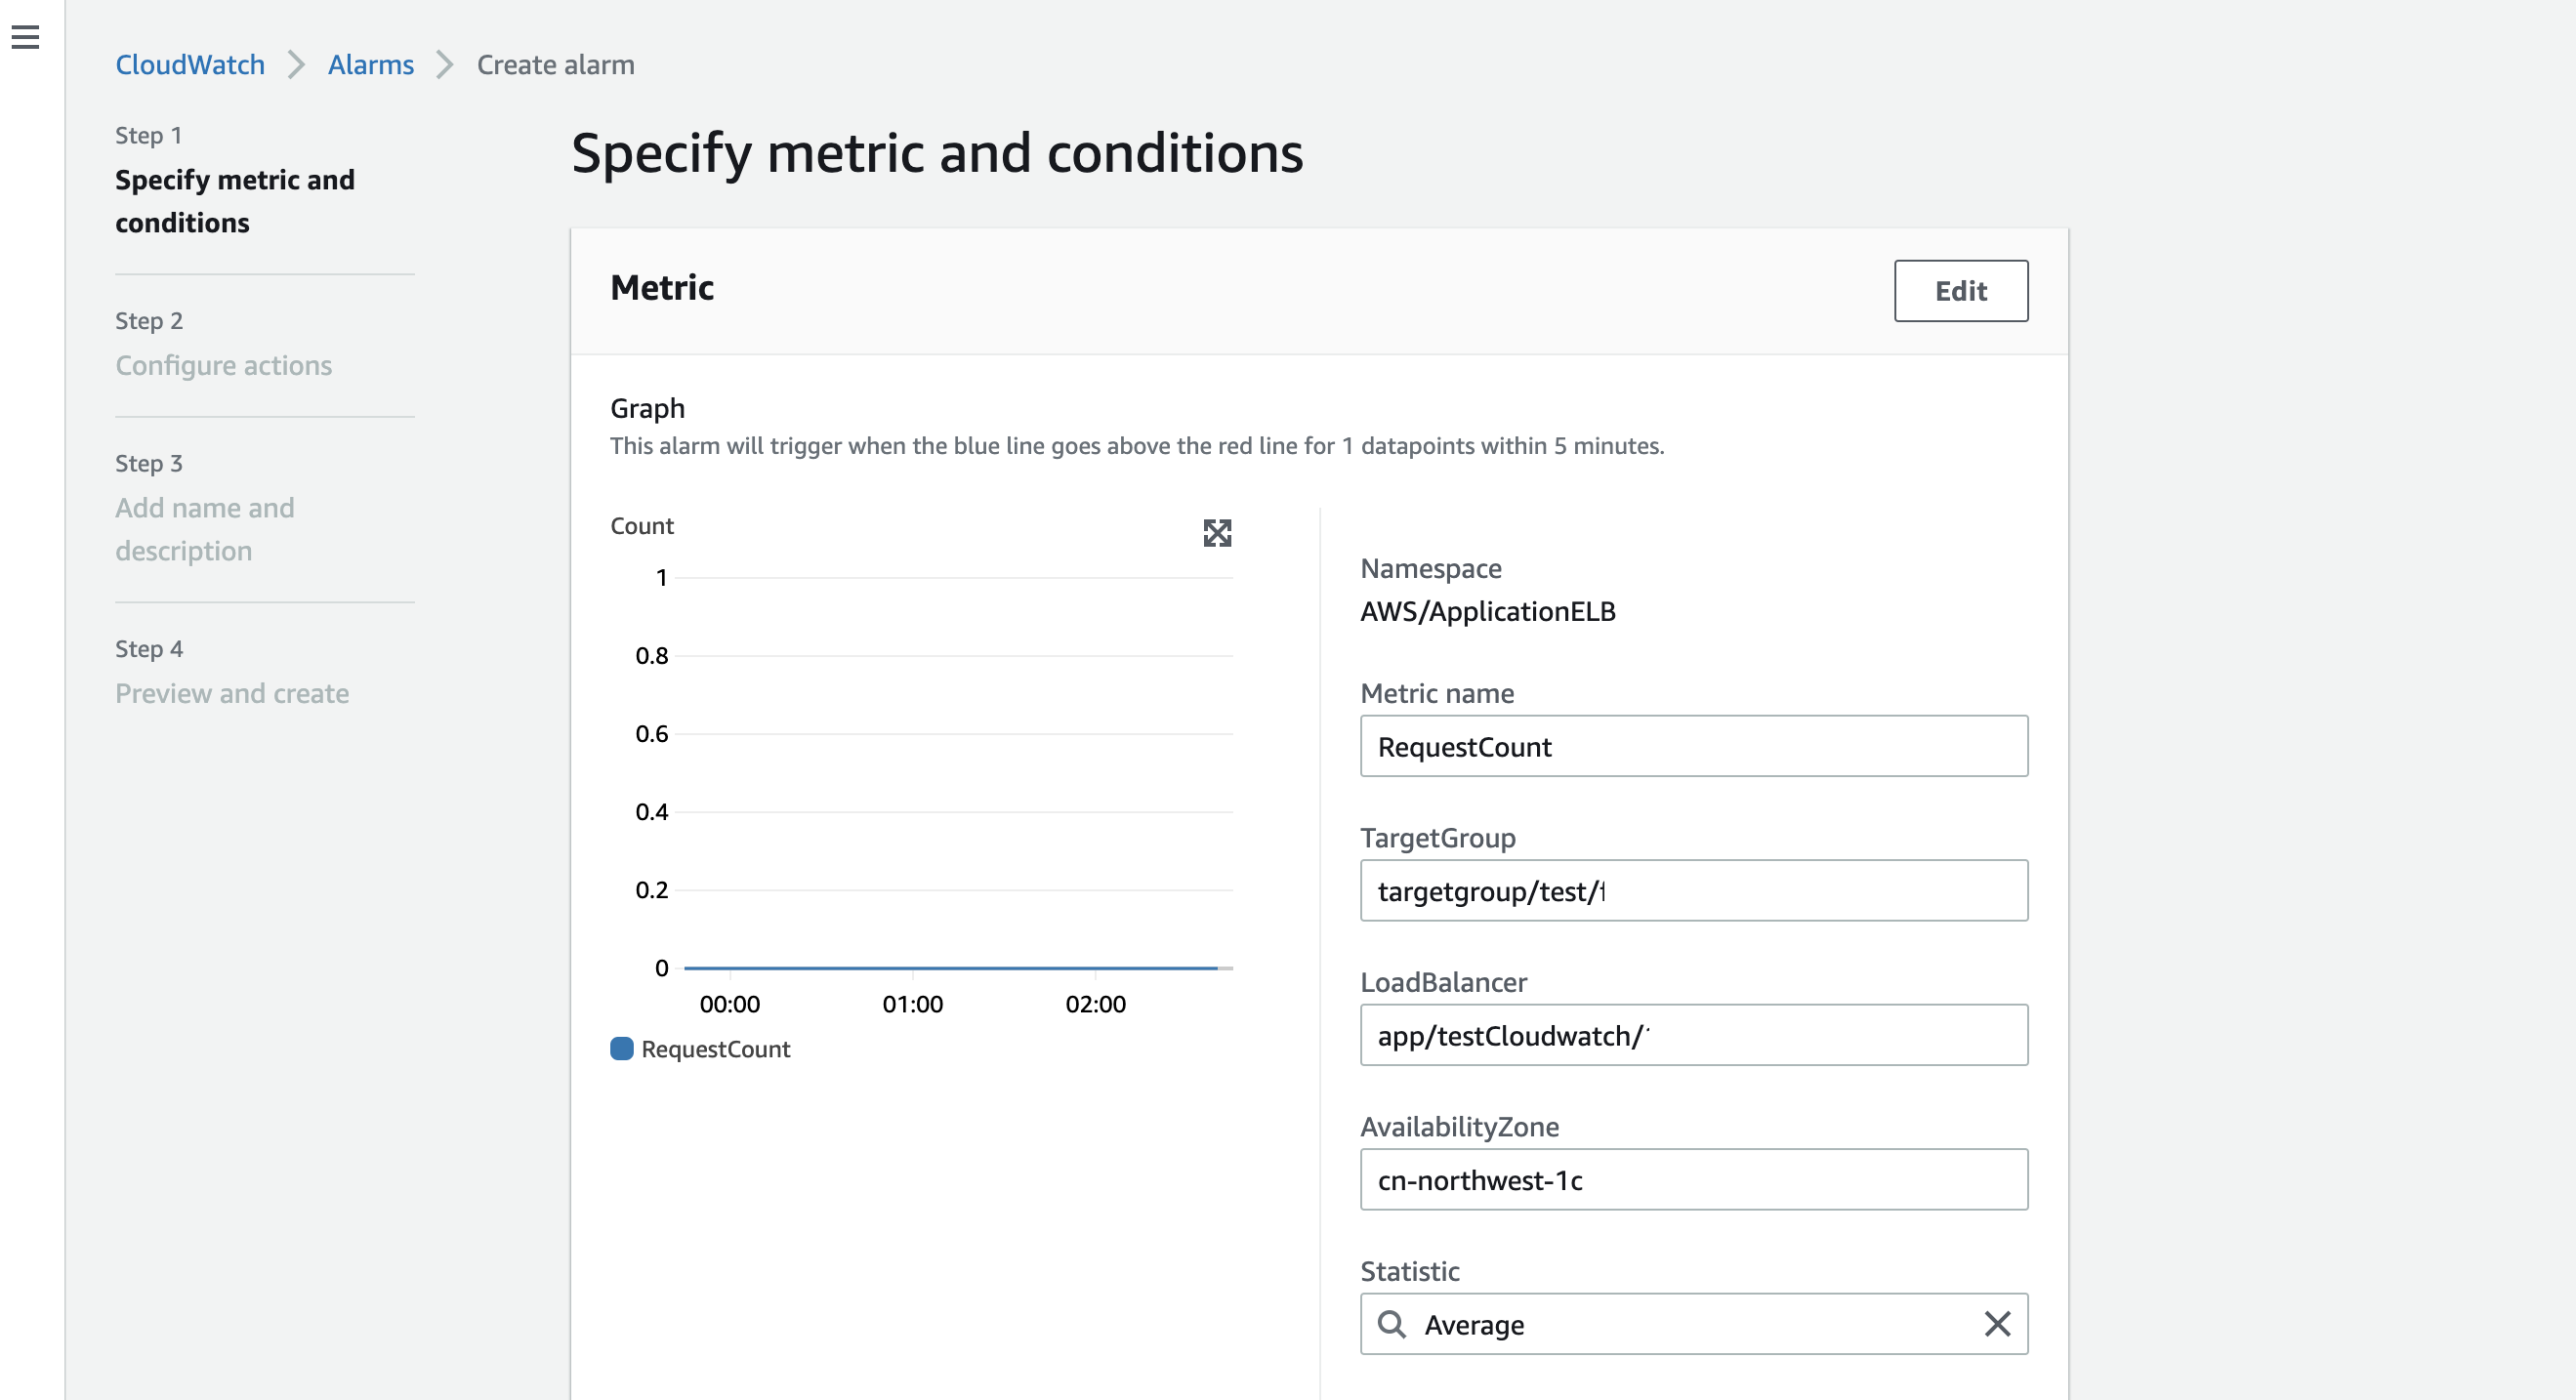 CloudWatch > Alarms > Create alarm
Step 1
Specify metric and
conditions
Step 2
Configure actions
Step 3
Add name and
description
Step 4
Preview and create
Specify metric and conditions
Metric
Edit
Graph
This alarm will trigger when the blue line goes above the red line for 1 datapoints within 5 minutes.
Count
1
0.8
0.6
0.4
0.2
0
00:00 01:00 02:00
RequestCount
Namespace
AWS/ApplicationELB
Metric name
RequestCount
TargetGroup
targetgroup/test/
LoadBalancer
app/testCloudwatch/
AvailabilityZone
cn-northwest-1c
Statistic
Average